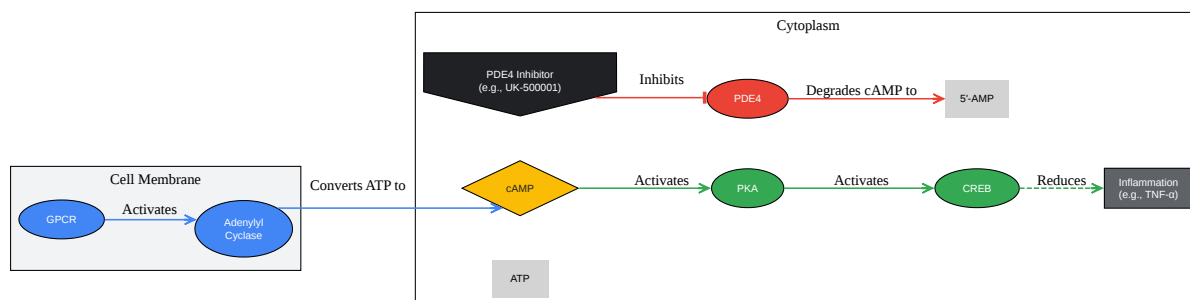 Cytoplasm
PDE4 Inhibitor
(e.g., UK-500001)
Inhibits
PDE4
Degrades cAMP to
5'-AMP
Cell Membrane
GPCR
Activates
Adenylyl
Cyclase
Converts ATP to
cAMP
Activates
PKA
Activates
CREB
Reduces
Inflammation
(e.g., TNF-α)
ATP